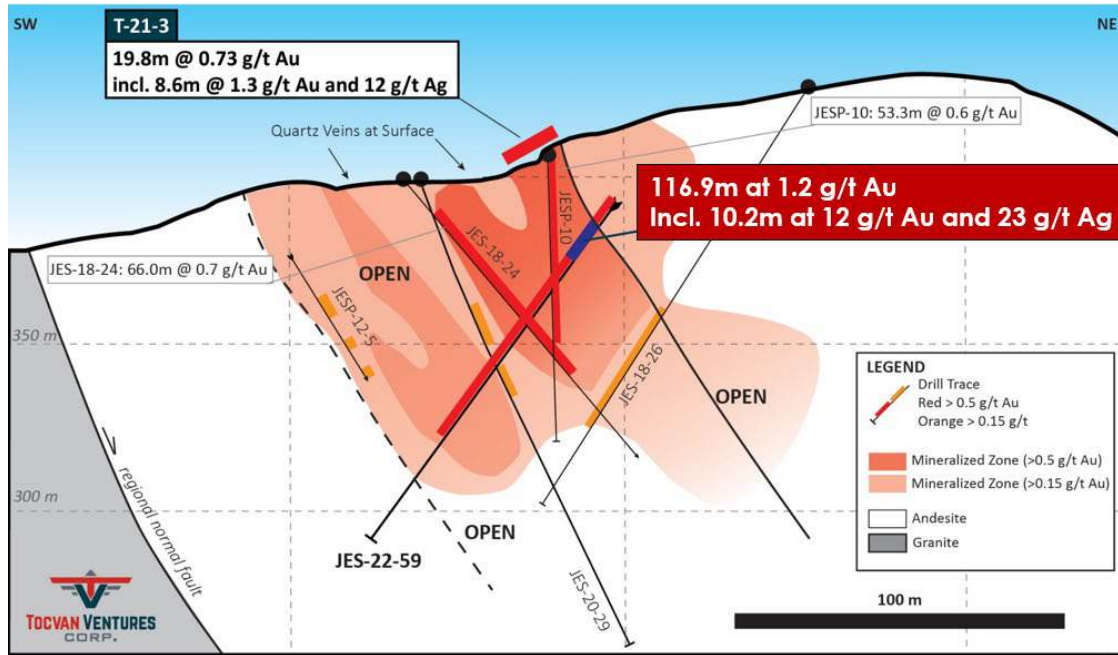 SW
NE
T-21-3
19.8m @ 0.73 g/t Au
incl. 8.6m @ 1.3 g/t Au and 12 g/t Ag
JESP-10: 53.3m @ 0.6 g/t Au
Quartz Veins at Surface
116.9m at 1.2 g/t Au
Incl. 10.2m at 12 g/t Au and 23 g/t Ag
JESP-10
JES-18-24
JES-18-24: 66.0m @ 0.7 g/t Au
OPEN
JESP-12-5
350 m
JES-18-26
OPEN
LEGEND
Drill Trace
Red > 0.5 g/t Au
Orange > 0.15 g/t
Mineralized Zone (>0.5 g/t Au)
Mineralized Zone (>0.15 g/t Au)
Andesite
Granite
300 m
regional normal fault
OPEN
JES-22-59
JES-20-29
100 m
TOCVAN VENTURES
CORP.